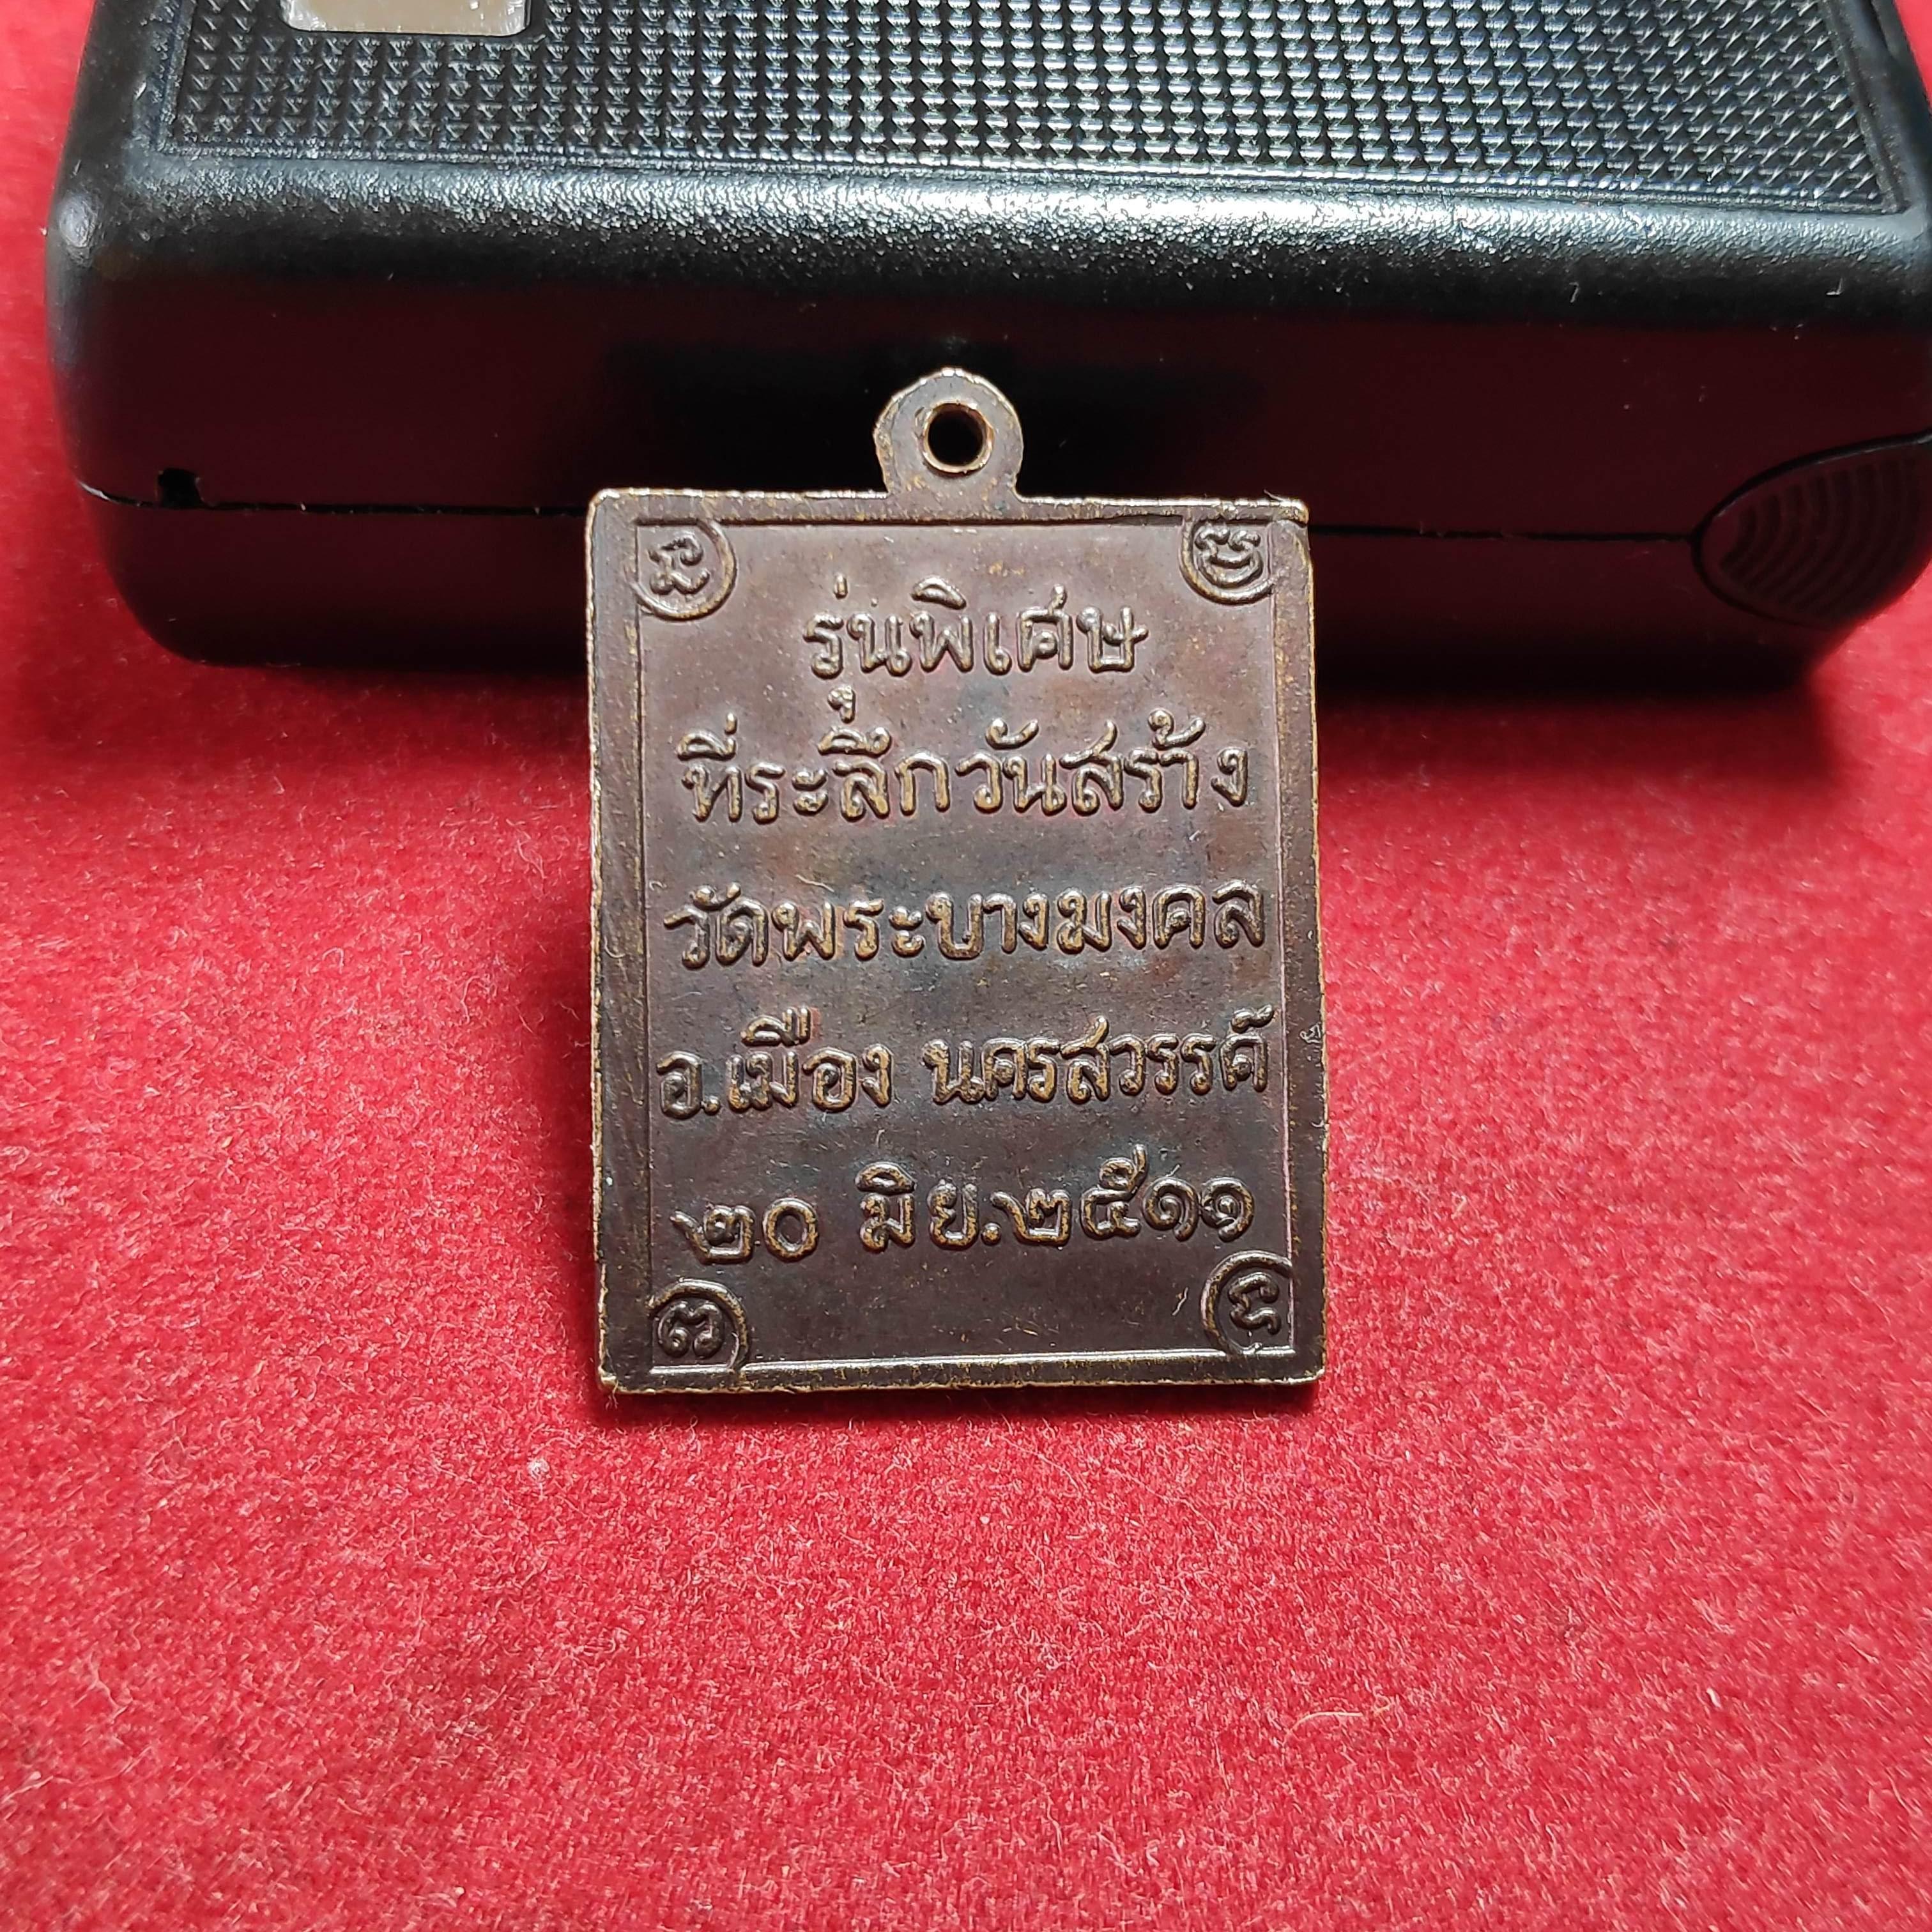 รุ่นพิเศษ
ที่ระลึกวันสร้าง
วัดพระบางมงคล
อ.เมือง นครสวรรค์
๒๐ มิย.๒๕๑๑